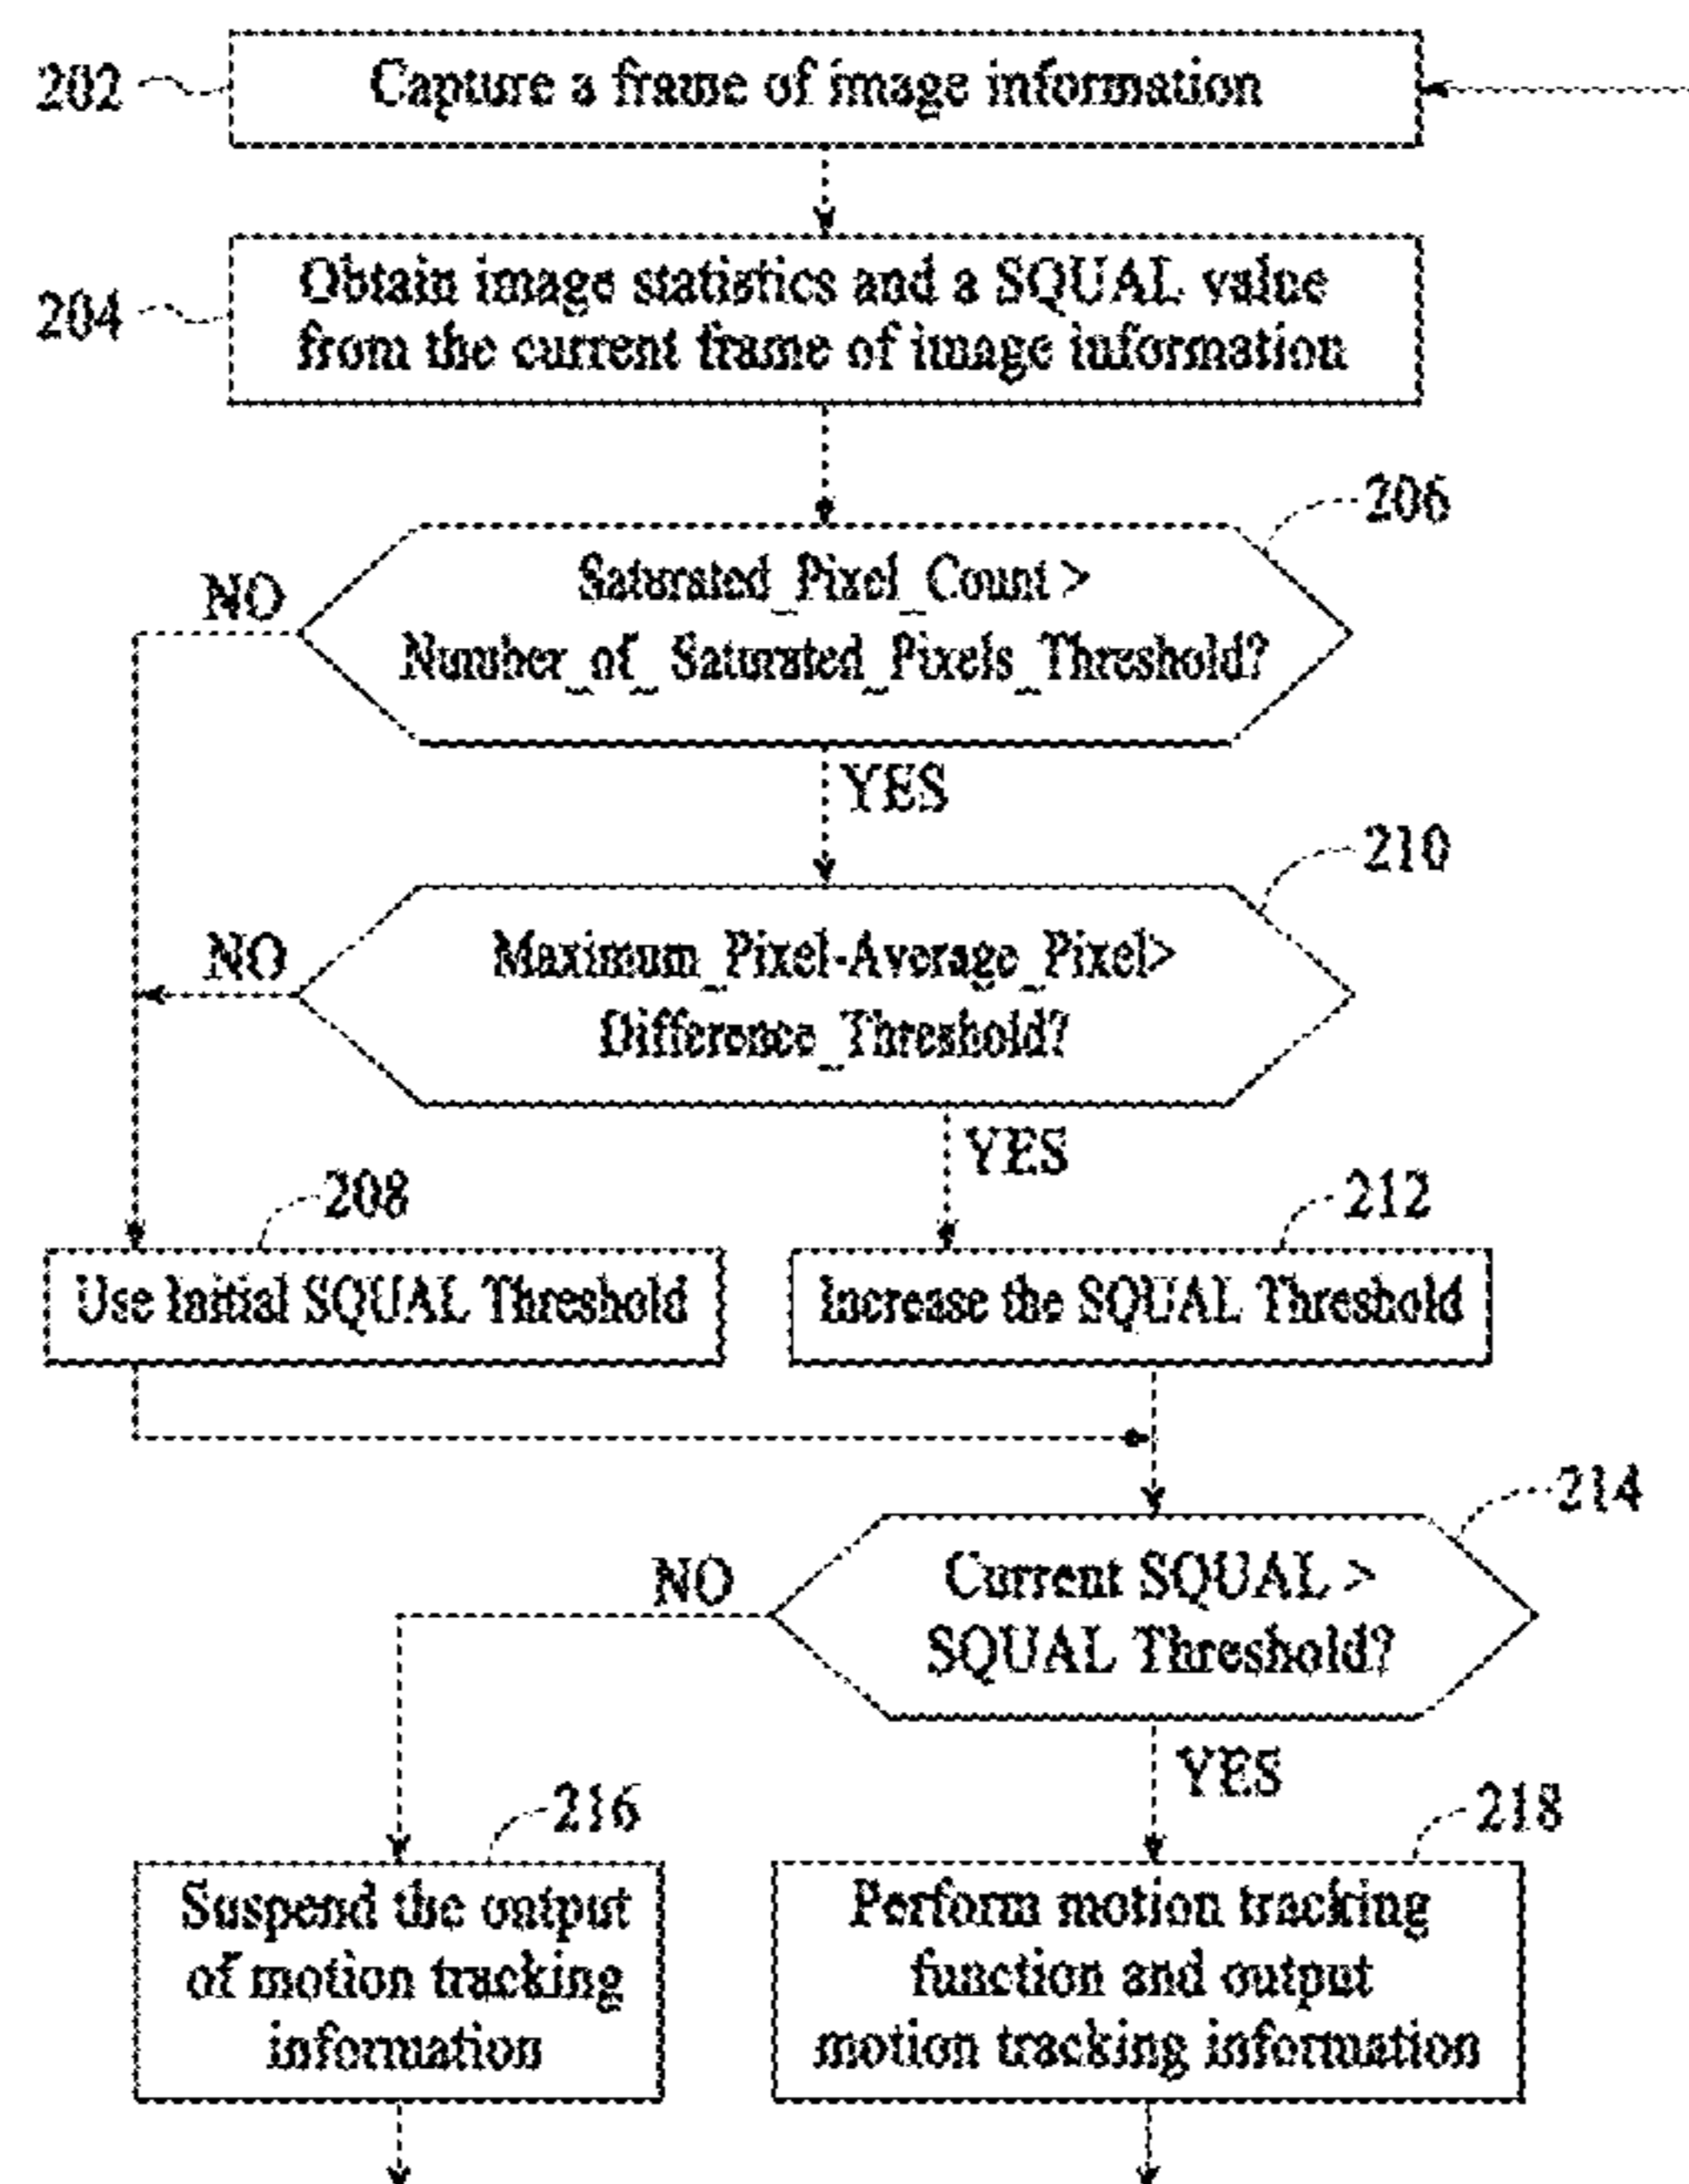 202
Capture a frame of image information
204
Obtain image statistics and a SQUAL value
from the current frame of image information
206
Saturated_Pixel_Count >
Number_of_ Saturated_Pixels_Threshold?
NO
YES
210
Maximum_Pixel-Average_Pixel>
Difference_Threshold?
NO
YES
208
Use Initial SQUAL Threshold
212
Increase the SQUAL Threshold
214
Current SQUAL >
SQUAL Threshold?
NO
YES
216
Suspend the output
of motion tracking
information
218
Perform motion tracking
function and output
motion tracking information